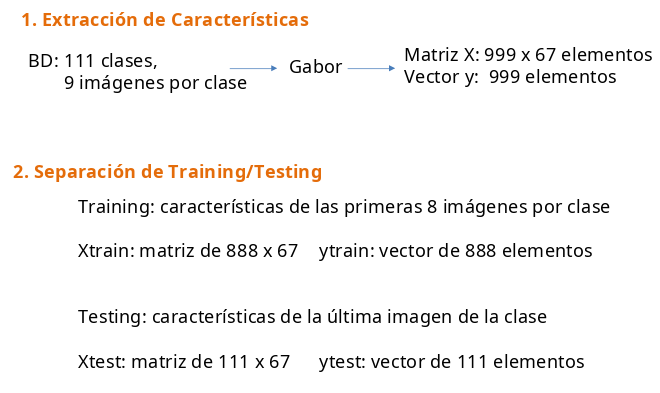 1. Extracción de Características
BD: 111 clases,
9 imágenes por clase
Gabor
Matriz X: 999 x 67 elementos
Vector y:  999 elementos
2. Separación de Training/Testing
Training: características de las primeras 8 imágenes por clase
Xtrain: matriz de 888 x 67    ytrain: vector de 888 elementos
Testing: características de la última imagen de la clase
Xtest: matriz de 111 x 67    ytest: vector de 111 elementos